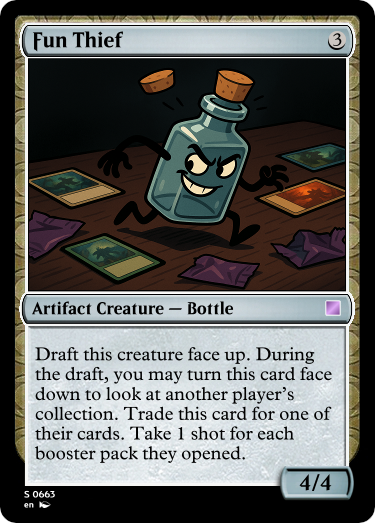 Fun Thief 3
Artifact Creature — Bottle
Draft this creature face up. During
the draft, you may turn this card face
down to look at another player's
collection. Trade this card for one of
their cards. Take 1 shot for each
booster pack they opened.
4/4
S 0663
en